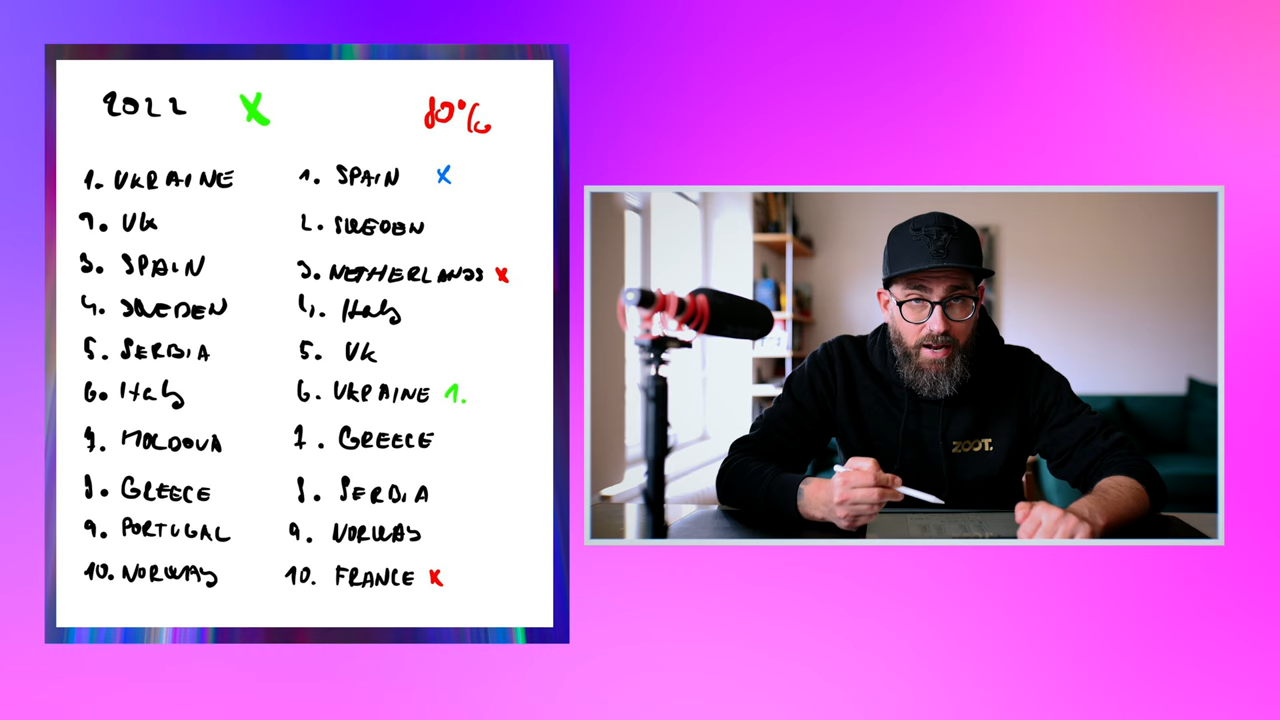 2022 X 80%
1. UKRAINE
2. UK
3. SPAIN
4. SWEDEN
5. SERBIA
6. Italy
7. MOLDOVA
8. GREECE
9. PORTUGAL
10. NORWAY
1. SPAIN X
2. SWEDEN
3. NETHERLANDS X
4. Italy
5. UK
6. UKRAINE 1.
7. GREECE
8. SERBIA
9. NORWAY
10. FRANCE X
ZOOT.